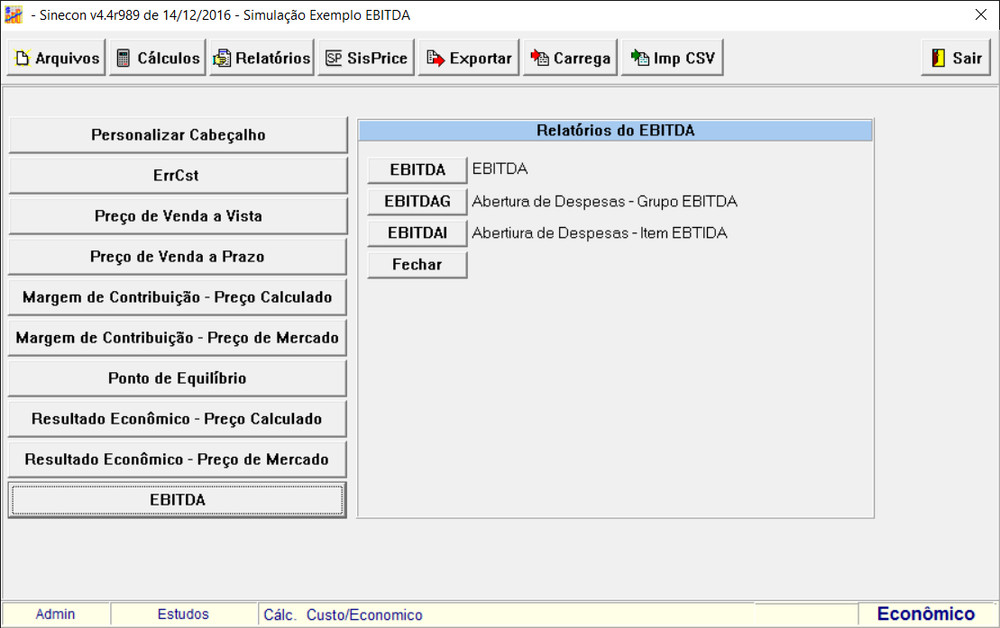 - Sinecon v4.4r989 de 14/12/2016 - Simulação Exemplo EBITDA
Arquivos Cálculos Relatórios SP SisPrice Exportar Carrega Imp CSV Sair
Personalizar Cabeçalho
ErrCst
Preço de Venda a Vista
Preço de Venda a Prazo
Margem de Contribuição - Preço Calculado
Margem de Contribuição - Preço de Mercado
Ponto de Equilíbrio
Resultado Econômico - Preço Calculado
Resultado Econômico - Preço de Mercado
EBITDA
Relatórios do EBITDA
EBITDA EBITDA
EBITDAG Abertura de Despesas - Grupo EBITDA
EBITDAI Abertiura de Despesas - Item EBTIDA
Fechar
Admin Estudos Cálc. Custo/Economico Econômico